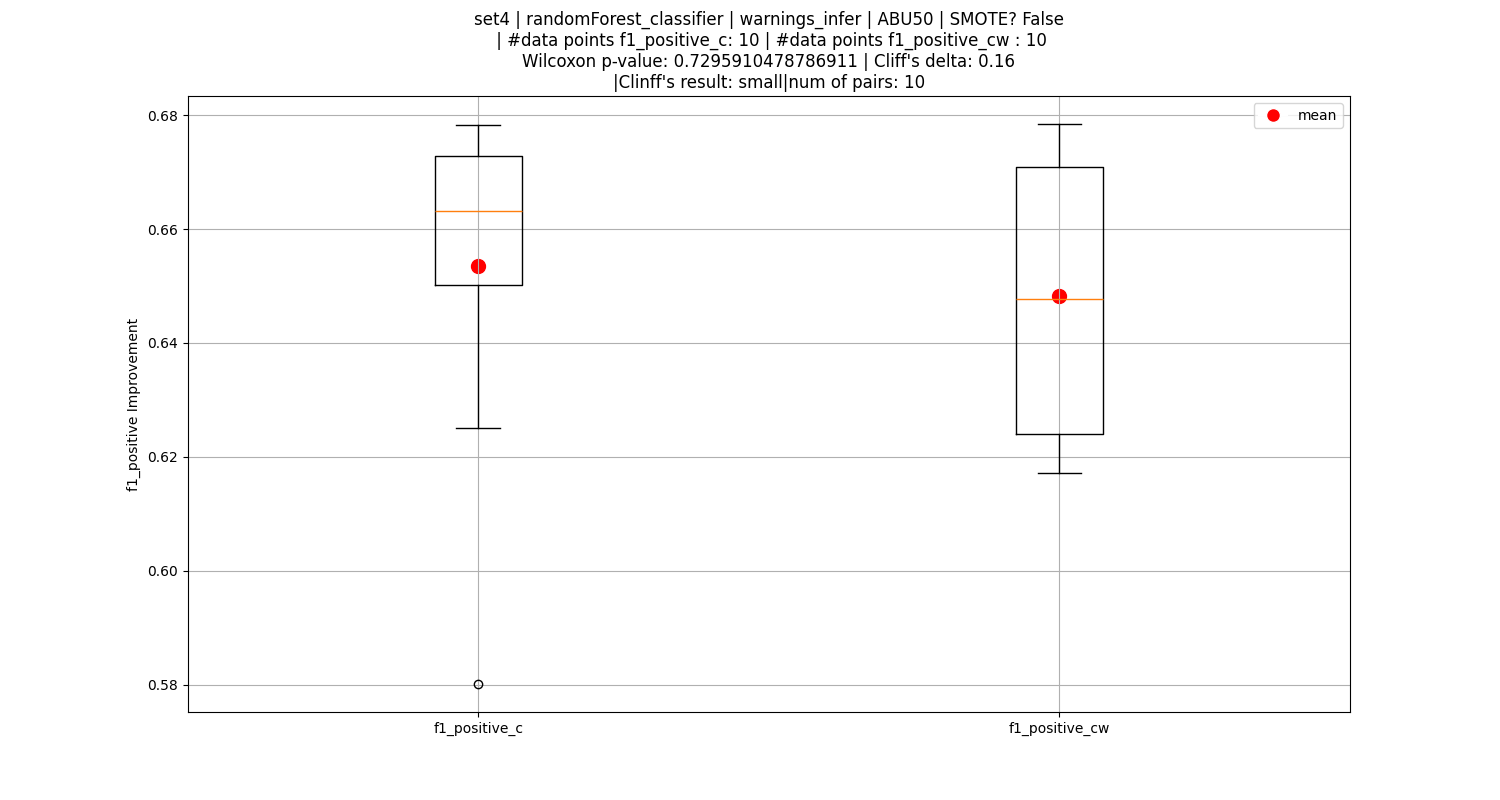 set4 | randomForest_classifier | warnings_infer | ABU50 | SMOTE? False
| #data points f1_positive_c: 10 | #data points f1_positive_cw : 10
Wilcoxon p-value: 0.7295910478786911 | Cliff's delta: 0.16
|Clinff's result: small|num of pairs: 10
mean
0.68
0.66
0.64
0.62
0.60
0.58
f1_positive Improvement
f1_positive_c
f1_positive_cw